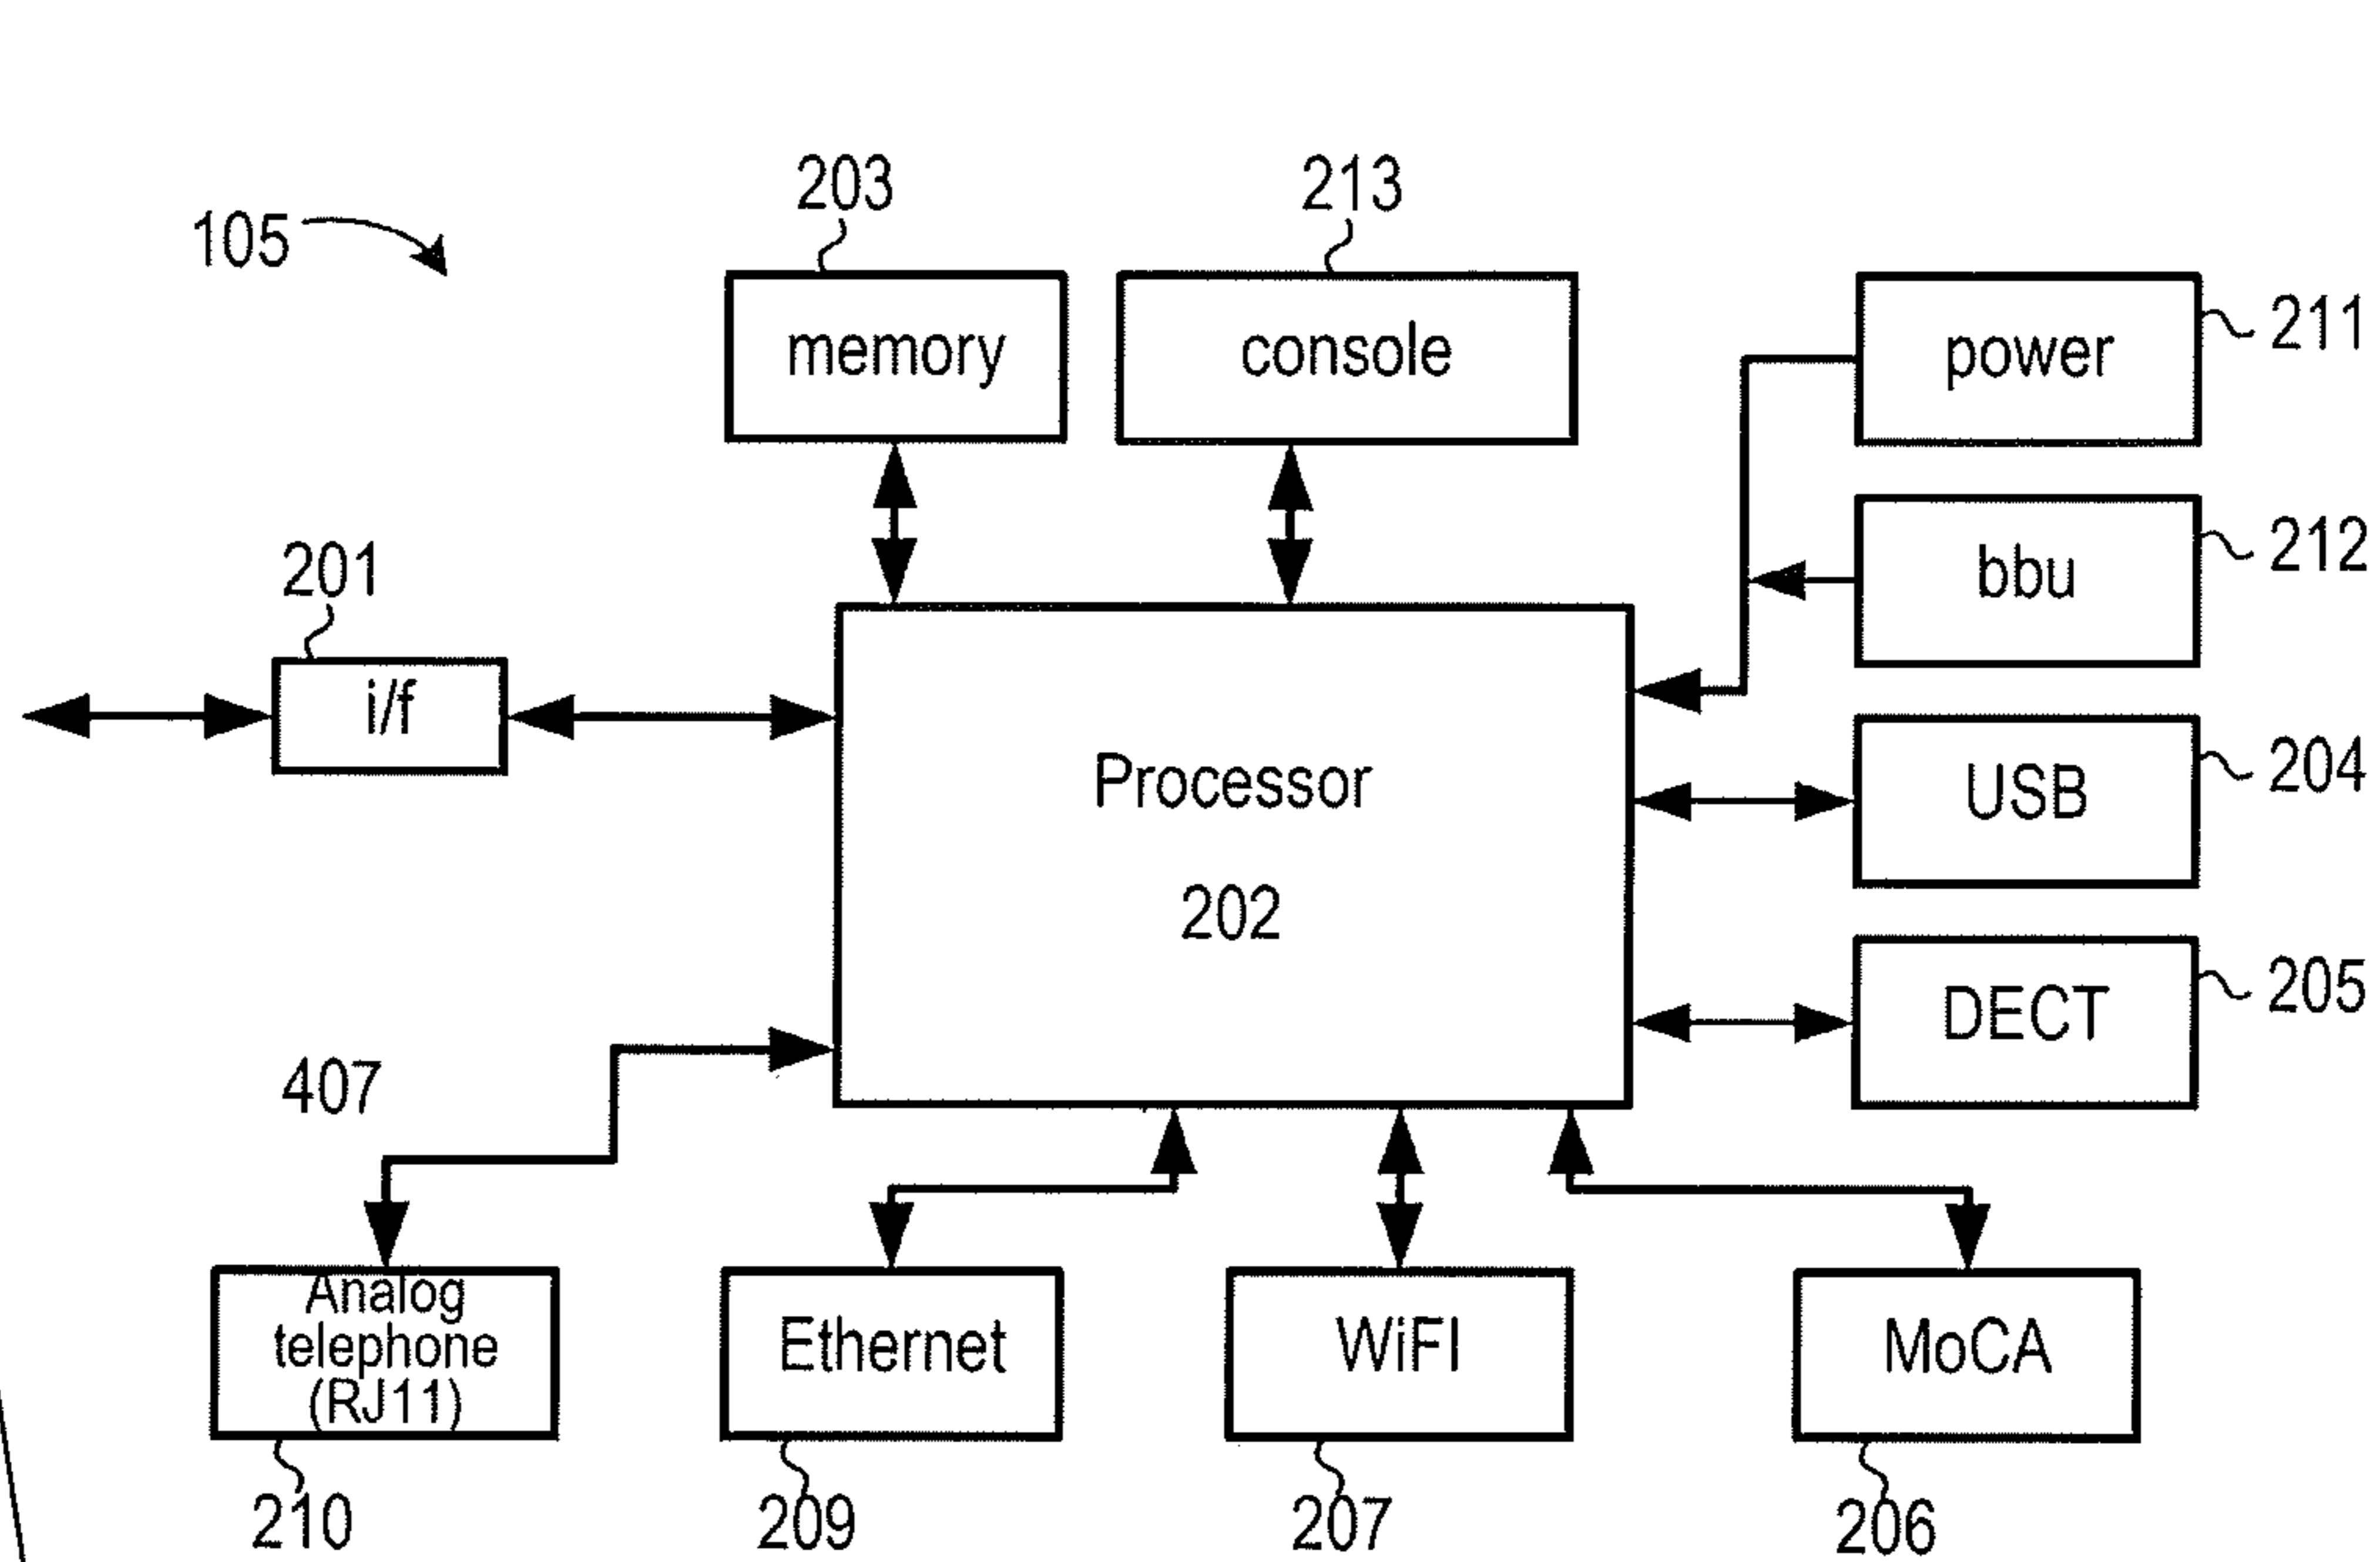 203
213
105
memory
console
power
211
201
i/f
bbu
212
Processor
202
USB
204
DECT
205
407
Analog
telephone
(RJ11)
Ethernet
WiFI
MoCA
210
209
207
206